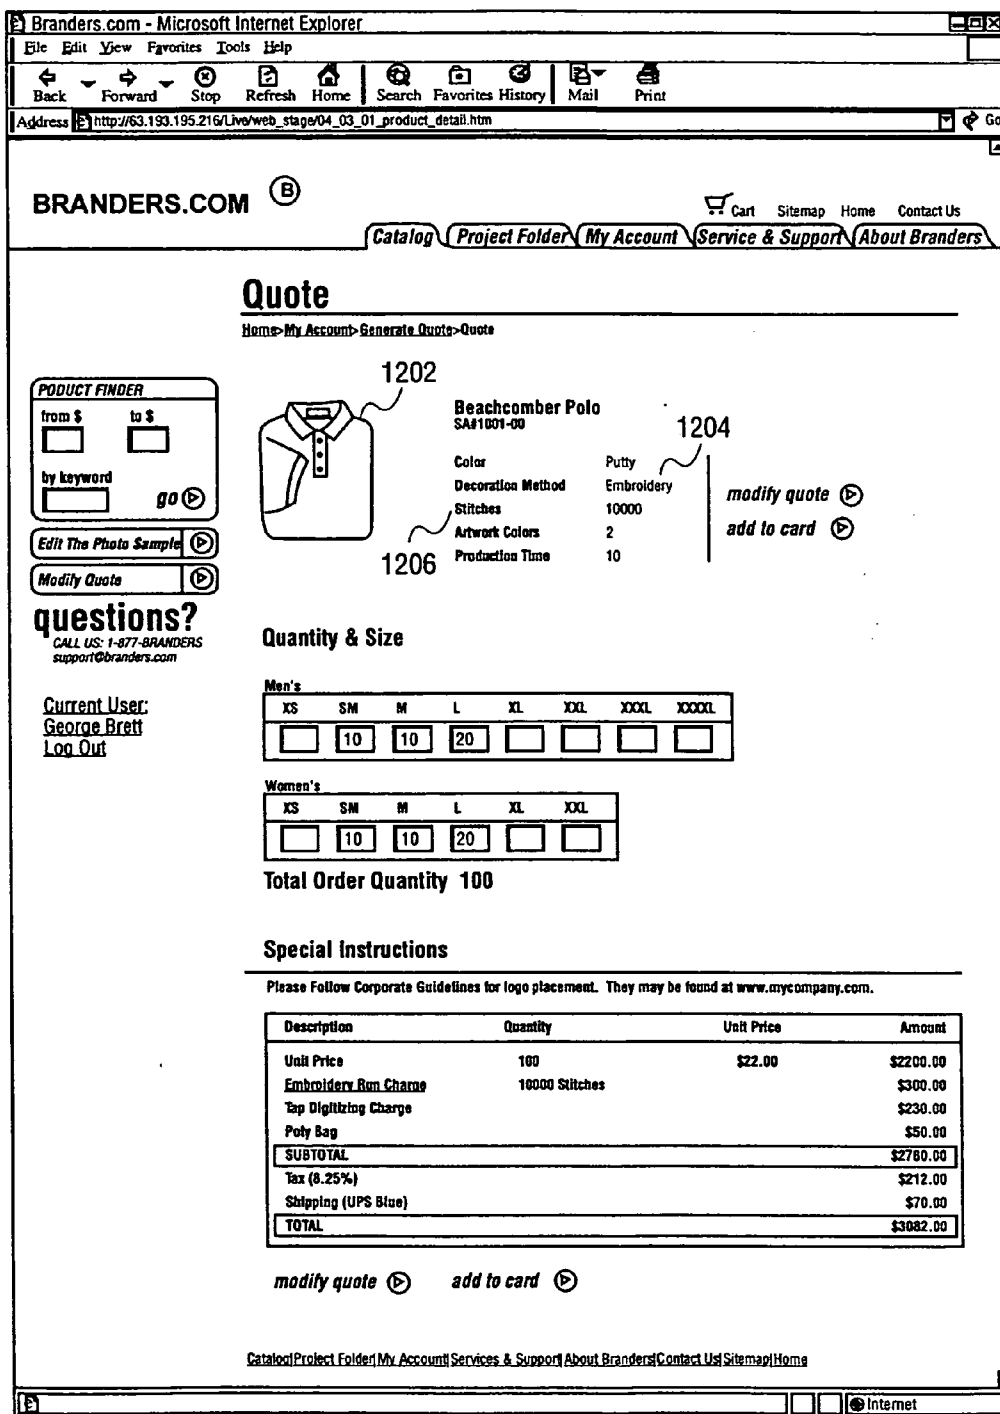 Branders.com - Microsoft Internet Explorer
File Edit View Favorites Tools Help
Back Forward Stop Refresh Home Search Favorites History Mail Print
Address http://63.193.195.216/Live/web_stage/04_03_01_product_detail.htm Go
BRANDERS.COM B
Cart Sitemap Home Contact Us
Catalog Project Folder My Account Service & Support About Branders
Quote
Home>My Account>Generate Quote>Quote
PODUCT FINDER
from $ to $
by keyword
go
Edit The Photo Sample
Modify Quote
questions?
CALL US: 1-877-BRANDERS
support@branders.com
Current User:
George Brett
Log Out
1202
Beachcomber Polo
SA#1001-00
1204
Color Putty
Decoration Method Embroidery
Stitches 10000
Artwork Colors 2
Production Time 10
1206
modify quote
add to card
Quantity & Size
Men's
XS SM M L XL XXL XXXL XXXXL
10 10 20
Women's
XS SM M L XL XXL
10 10 20
Total Order Quantity 100
Special Instructions
Please Follow Corporate Guidelines for logo placement. They may be found at www.mycompany.com.
Description Quantity Unit Price Amount
Unit Price 100 $22.00 $2200.00
Embroidery Run Charge 10000 Stitches $300.00
Tap Digitizing Charge $230.00
Poly Bag $50.00
SUBTOTAL $2780.00
Tax (8.25%) $212.00
Shipping (UPS Blue) $70.00
TOTAL $3082.00
modify quote add to card
Catalog|Project Folder|My Account|Services & Support|About Branders|Contact Us|Sitemap|Home
Internet